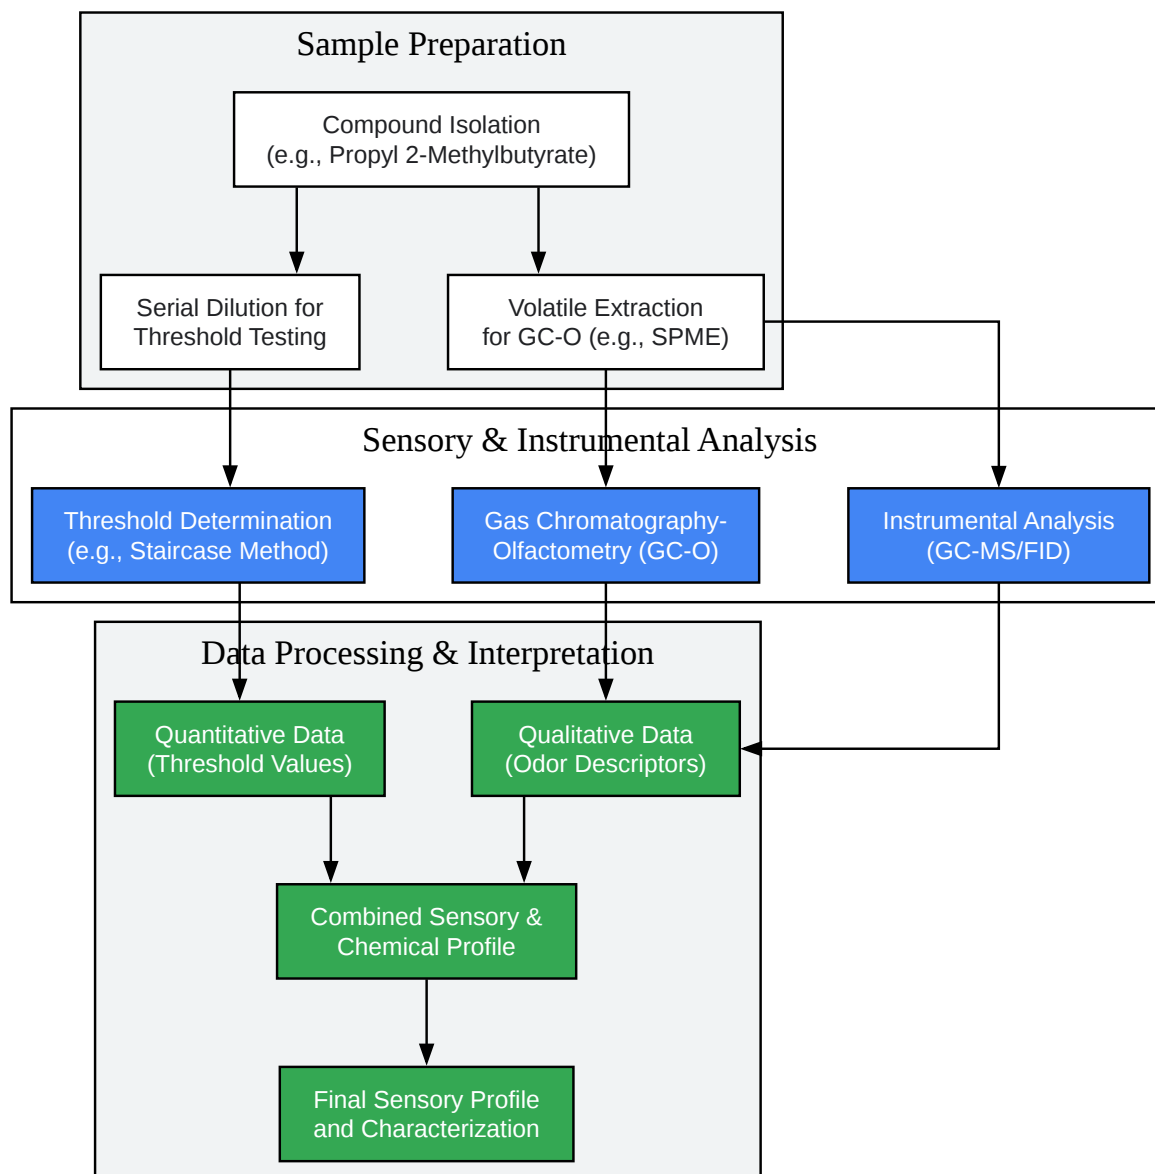 Sample Preparation
Compound Isolation
(e.g., Propyl 2-Methylbutyrate)
Serial Dilution for
Threshold Testing
Volatile Extraction
for GC-O (e.g., SPME)
Sensory & Instrumental Analysis
Threshold Determination
(e.g., Staircase Method)
Gas Chromatography-
Olfactometry (GC-O)
Instrumental Analysis
(GC-MS/FID)
Data Processing & Interpretation
Quantitative Data
(Threshold Values)
Qualitative Data
(Odor Descriptors)
Combined Sensory &
Chemical Profile
Final Sensory Profile
and Characterization